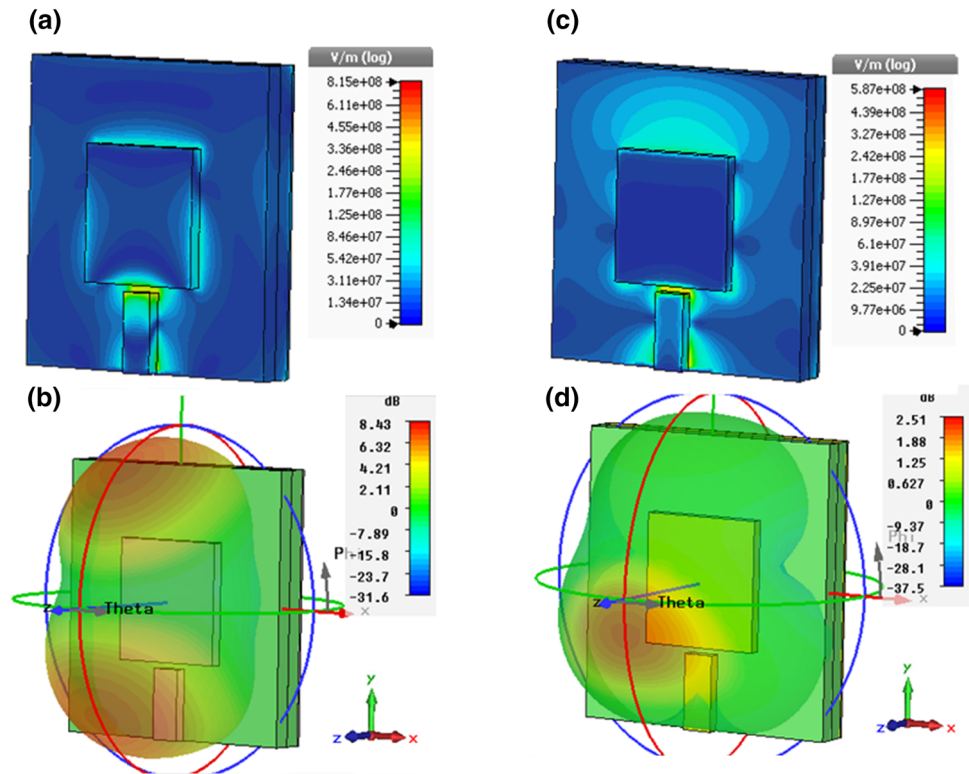 (a)
V/m (log)
8.15e+08
6.11e+08
4.55e+08
3.36e+08
2.46e+08
1.77e+08
1.25e+08
8.46e+07
5.42e+07
3.11e+07
1.34e+07
0
(c)
V/m (log)
5.87e+08
4.39e+08
3.27e+08
2.42e+08
1.77e+08
1.27e+08
8.97e+07
6.1e+07
3.9e+07
2.25e+07
9.77e+06
0
(b)
dB
8.43
6.32
4.21
2.11
0
-7.89
-15.8
-23.7
-31.6
Phi
z
Theta
x
y
z
x
(d)
dB
2.51
1.88
1.25
0.627
0
-9.37
-18.7
-28.1
-37.5
Phi
z
Theta
x
y
z
x